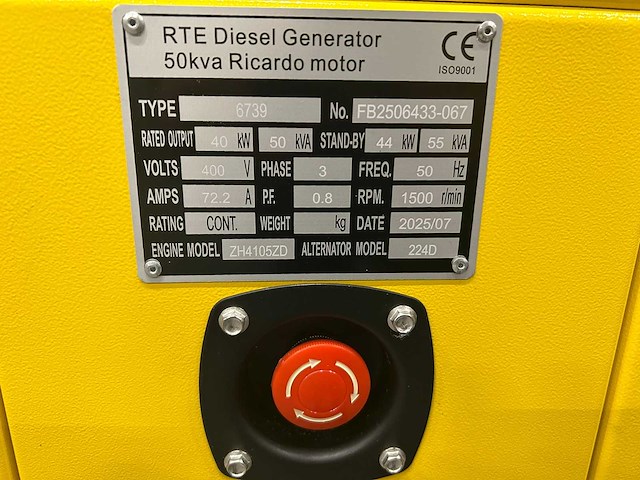 RTE Diesel Generator
50kva Ricardo motor
CE
ISO9001
TYPE 6739 No. FB2506433-067
RATED OUTPUT 40 kW 50 kVA STAND-BY 44 kW 55 kVA
VOLTS 400 V PHASE 3 FREQ. 50 Hz
AMPS 72.2 A P.F. 0.8 RPM. 1500 r/min
RATING CONT. WEIGHT kg DATE 2025/07
ENGINE MODEL ZH4105ZD ALTERNATOR MODEL 224D